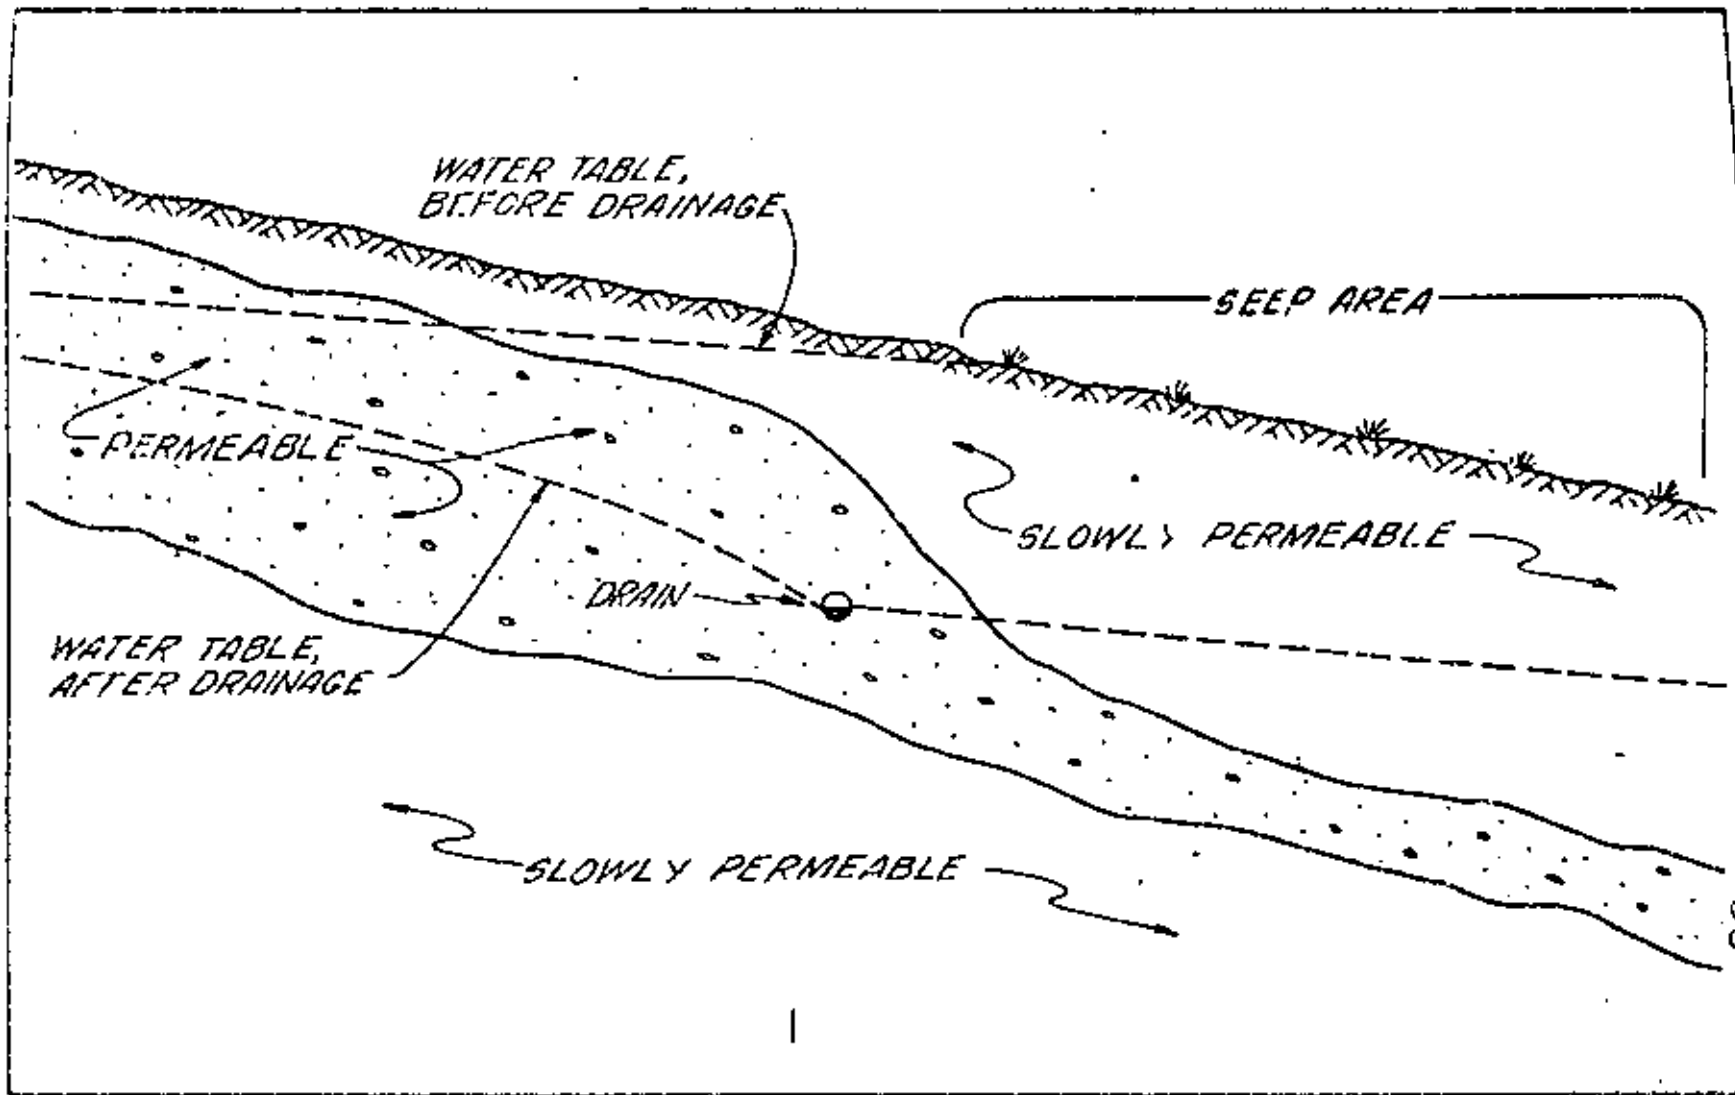 WATER TABLE,
BEFORE DRAINAGE
SEEP AREA
PERMEABLE
SLOWLY PERMEABLE
DRAIN
WATER TABLE,
AFTER DRAINAGE
SLOWLY PERMEABLE